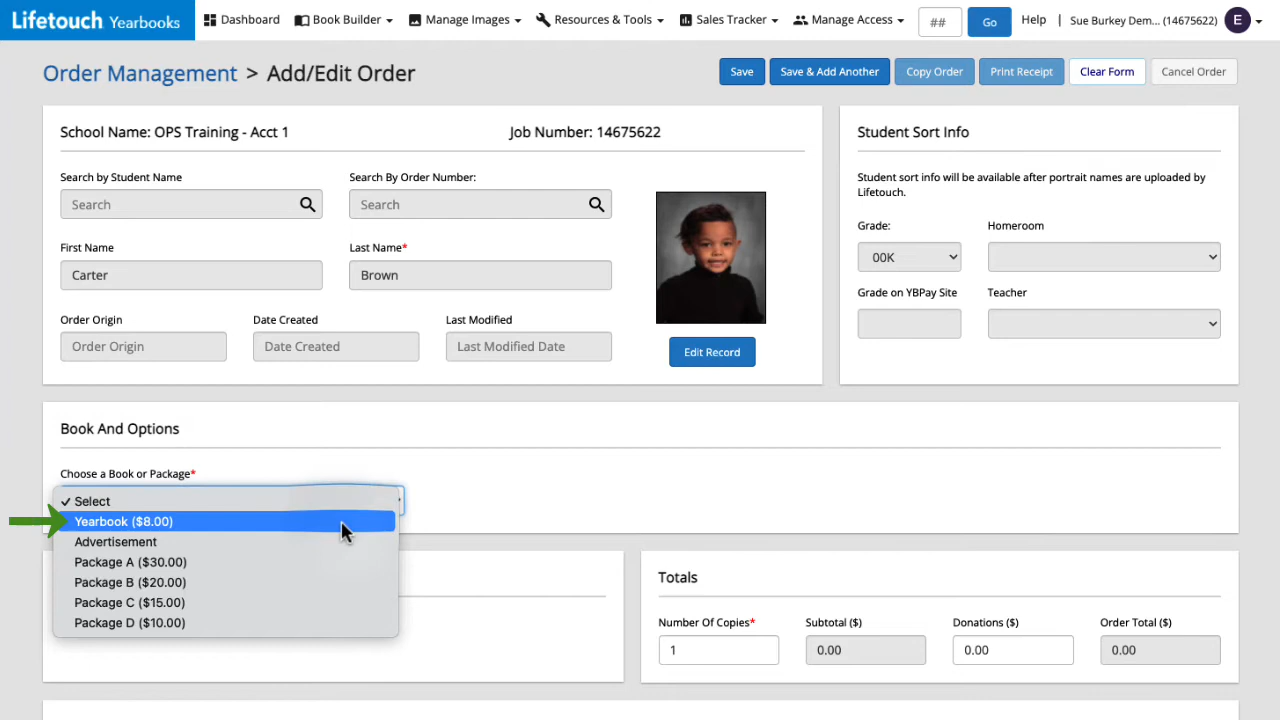 Lifetouch Yearbooks
Dashboard
Book Builder
Manage Images
Resources & Tools
Sales Tracker
Manage Access
##
Go
Help
Sue Burkey Dem... (14675622)
E
Order Management > Add/Edit Order
Save
Save & Add Another
Copy Order
Print Receipt
Clear Form
Cancel Order
School Name: OPS Training - Acct 1
Job Number: 14675622
Search by Student Name
Search By Order Number:
Search
Search
First Name
Last Name*
Carter
Brown
Order Origin
Date Created
Last Modified
Order Origin
Date Created
Last Modified Date
Edit Record
Student Sort Info
Student sort info will be available after portrait names are uploaded by
Lifetouch.
Grade:
Homeroom
00K
Grade on YBPay Site
Teacher
Book And Options
Choose a Book or Package*
✓ Select
Yearbook ($8.00)
Advertisement
Package A ($30.00)
Package B ($20.00)
Package C ($15.00)
Package D ($10.00)
Totals
Number Of Copies*
Subtotal ($)
Donations ($)
Order Total ($)
1
0.00
0.00
0.00